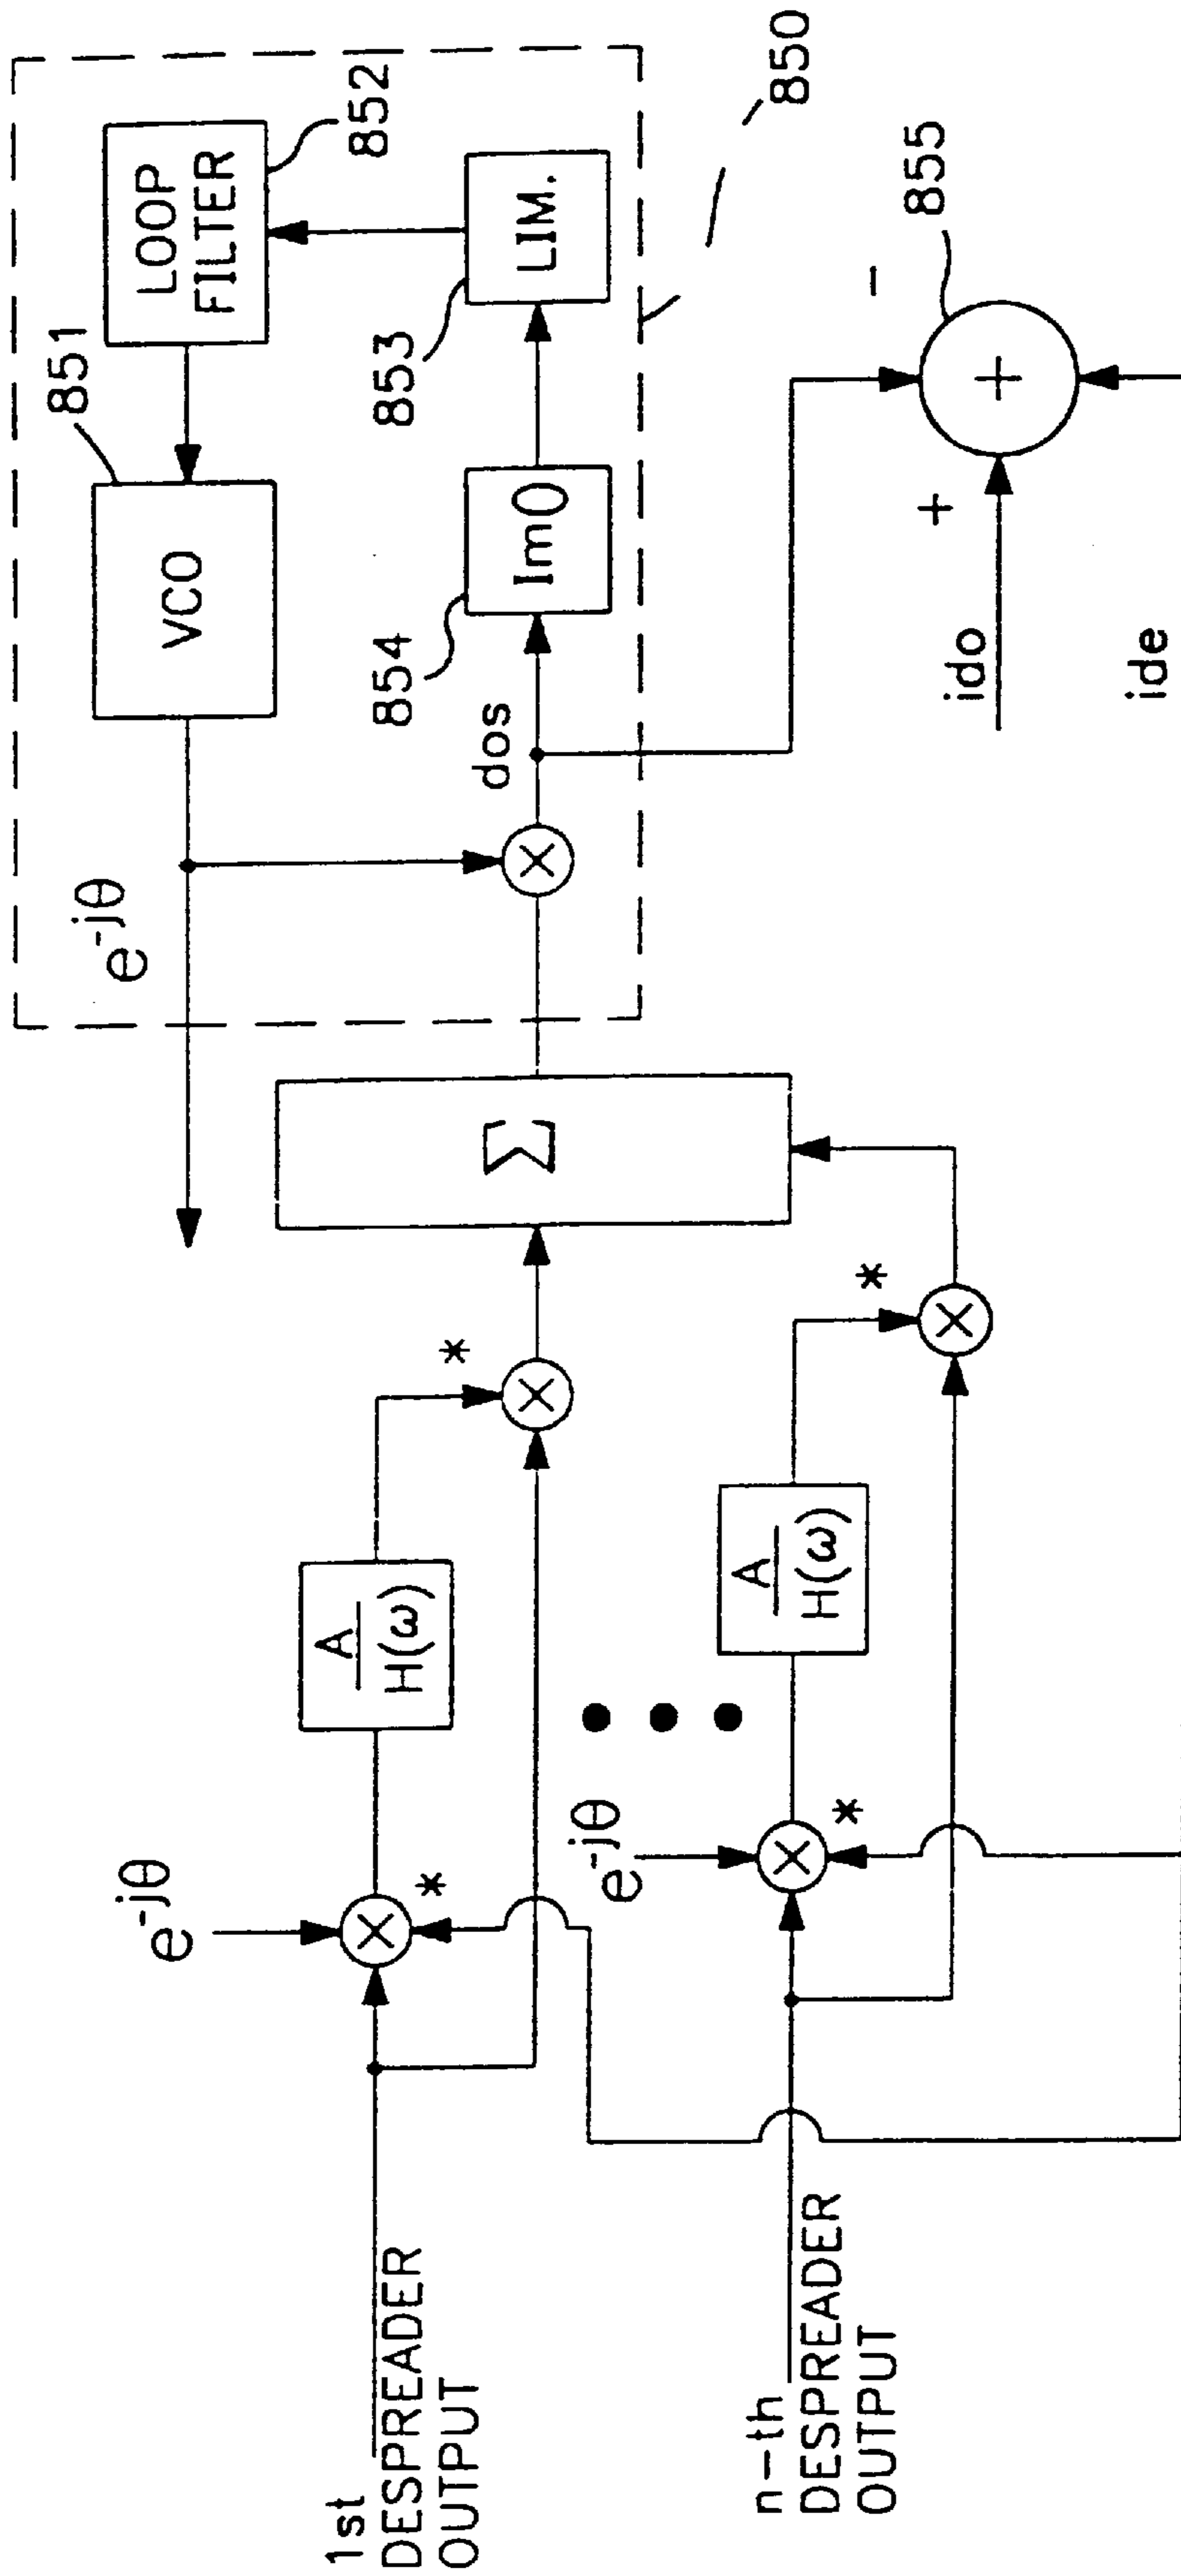 1st
DESPREADER
OUTPUT
n-th
DESPREADER
OUTPUT
e-jθ
*
A
H(ω)
*
e-jθ
*
A
H(ω)
*
Σ
e-jθ
VCO
851
LOOP
FILTER
852
dos
854
Im()
853
LIM.
850
ido
+
+
-
855
ide